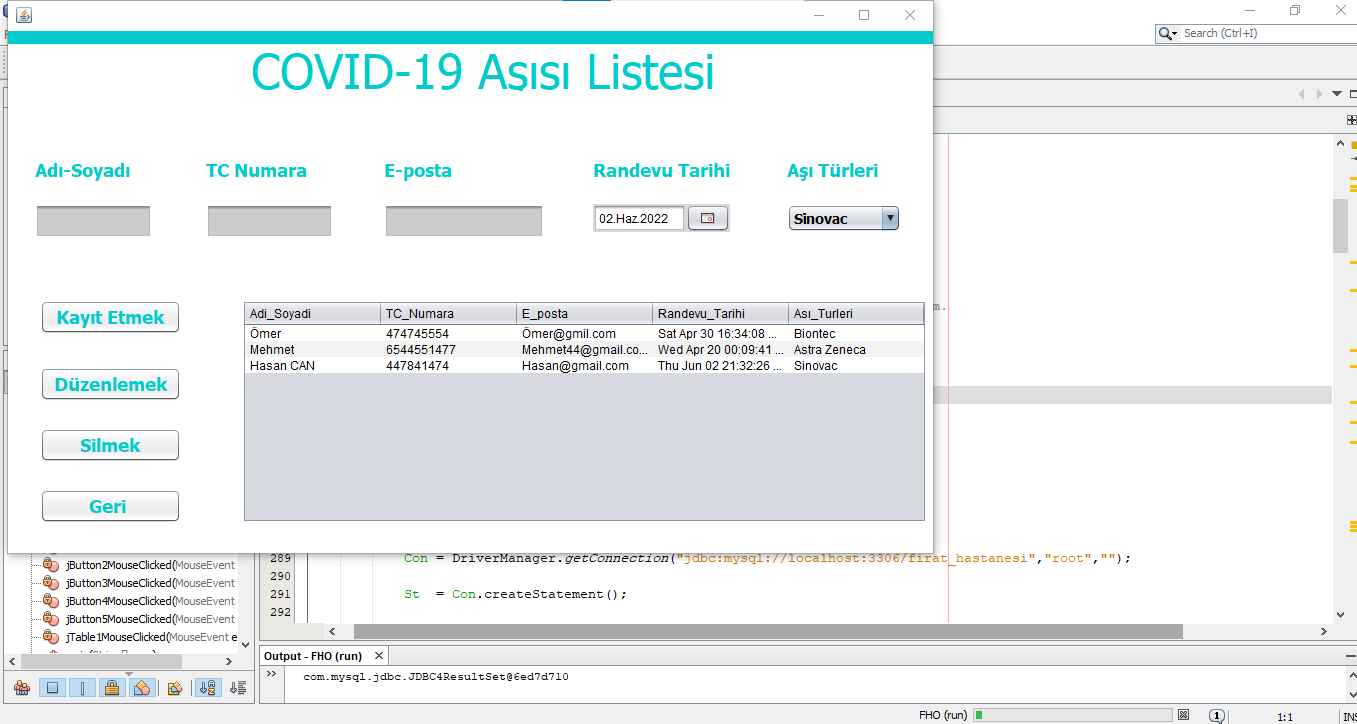 Search (Ctrl+I)
COVID-19 Aşısı Listesi
Adı-Soyadı TC Numara E-posta Randevu Tarihi Aşı Türleri
02.Haz.2022 Sinovac
Kayıt Etmek
Düzenlemek
Silmek
Geri
Adi_Soyadi TC_Numara E_posta Randevu_Tarihi Ası_Turleri
Ömer 474745554 Ömer@gmil.com Sat Apr 30 16:34:08 ... Biontec
Mehmet 6544551477 Mehmet44@gmail.co... Wed Apr 20 00:09:41 ... Astra Zeneca
Hasan CAN 447841474 Hasan@gmail.com Thu Jun 02 21:32:26 ... Sinovac
m.
289 Con = DriverManager.getConnection("jdbc:mysql://localhost:3306/firat_hastanesi","root","");
290
291 St = Con.createStatement();
292
jButton2MouseClicked(MouseEvent
jButton3MouseClicked(MouseEvent
jButton4MouseClicked(MouseEvent
jButton5MouseClicked(MouseEvent
jTable1MouseClicked(MouseEvent e
Output - FHO (run)
com.mysql.jdbc.JDBC4ResultSet@6ed7d710
FHO (run) 1 1:1 INS